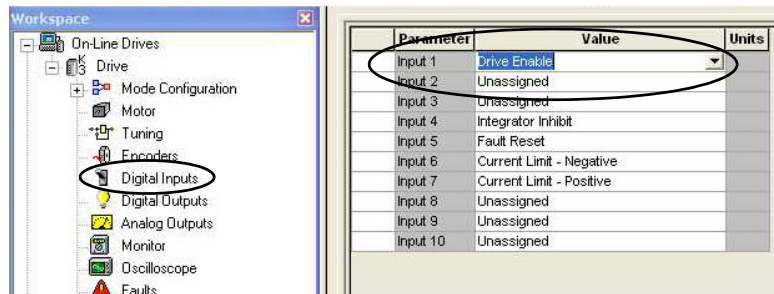 Workspace
On-Line Drives
K3 Drive
Mode Configuration
Motor
Tuning
Encoders
Digital Inputs
Digital Outputs
Analog Outputs
Monitor
Oscilloscope
Faults
Parameter Value Units
Input 1 Drive Enable
Input 2 Unassigned
Input 3 Unassigned
Input 4 Integrator Inhibit
Input 5 Fault Reset
Input 6 Current Limit - Negative
Input 7 Current Limit - Positive
Input 8 Unassigned
Input 9 Unassigned
Input 10 Unassigned